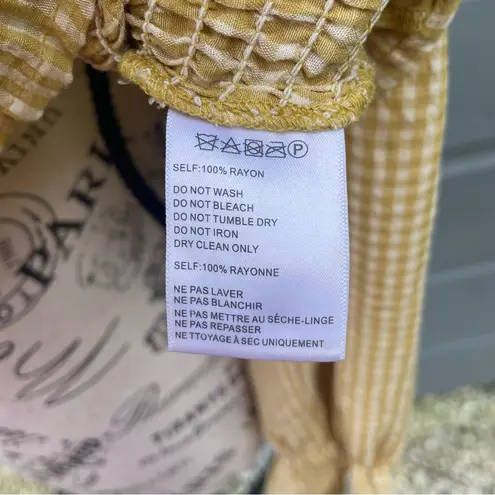 P
SELF:100% RAYON
DO NOT WASH
DO NOT BLEACH
DO NOT TUMBLE DRY
DO NOT IRON
DRY CLEAN ONLY
SELF:100% RAYONNE
NE PAS LAVER
NE PAS BLANCHIR
NE PAS METTRE AU SÈCHE-LINGE
NE PAS REPASSER
NETTOYAGE À SEC UNIQUEMENT
PARI